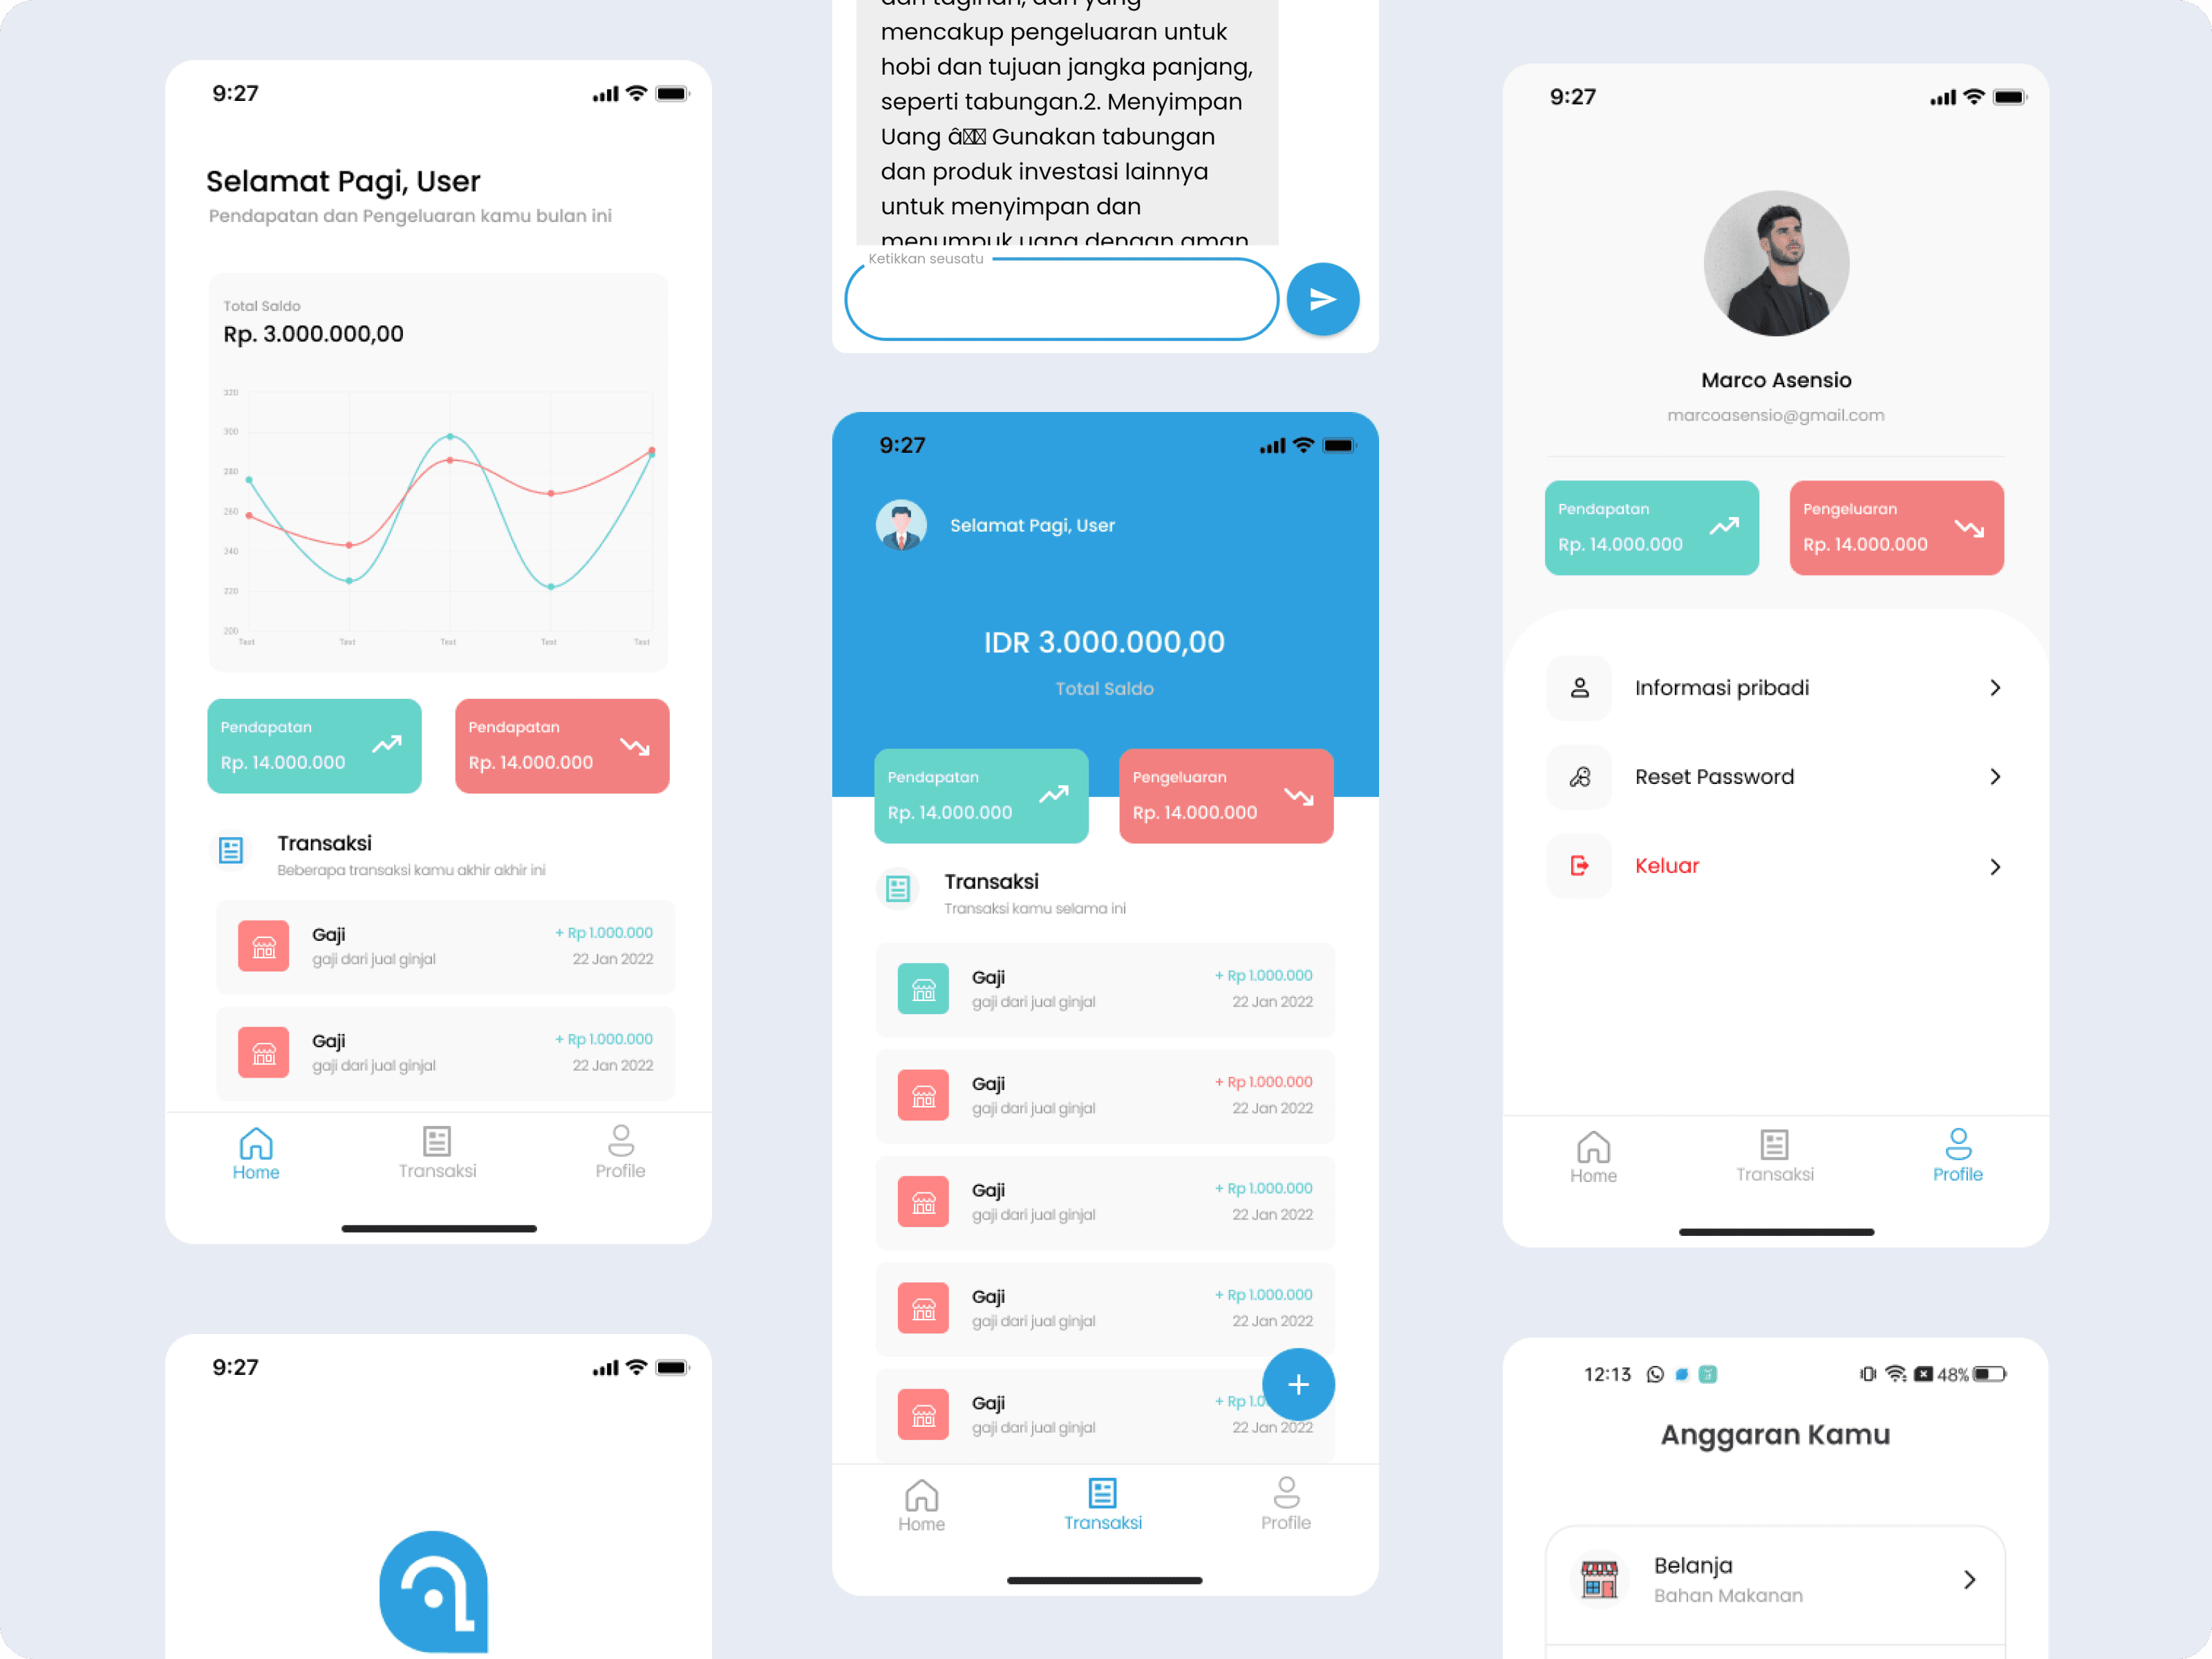 9:27
Selamat Pagi, User
Pendapatan dan Pengeluaran kamu bulan ini
Total Saldo
Rp. 3.000.000,00
320
300
280
260
240
220
200
Test
Test
Test
Test
Test
Pendapatan
Rp. 14.000.000
Pendapatan
Rp. 14.000.000
Transaksi
Beberapa transaksi kamu akhir akhir ini
Gaji
+ Rp 1.000.000
gaji dari jual ginjal
22 Jan 2022
Gaji
+ Rp 1.000.000
gaji dari jual ginjal
22 Jan 2022
Home
Transaksi
Profile
9:27
dan tagihan, dan yang
mencakup pengeluaran untuk
hobi dan tujuan jangka panjang,
seperti tabungan.2. Menyimpan
Uang â Gunakan tabungan
dan produk investasi lainnya
untuk menyimpan dan
menumpuk uang dengan aman
Ketikkan seusatu
9:27
Selamat Pagi, User
IDR 3.000.000,00
Total Saldo
Pendapatan
Rp. 14.000.000
Pengeluaran
Rp. 14.000.000
Transaksi
Transaksi kamu selama ini
Gaji
+ Rp 1.000.000
gaji dari jual ginjal
22 Jan 2022
Gaji
+ Rp 1.000.000
gaji dari jual ginjal
22 Jan 2022
Gaji
+ Rp 1.000.000
gaji dari jual ginjal
22 Jan 2022
Gaji
+ Rp 1.000.000
gaji dari jual ginjal
22 Jan 2022
Gaji
+ Rp 1.0
gaji dari jual ginjal
22 Jan 2022
Home
Transaksi
Profile
9:27
Marco Asensio
marcoasensio@gmail.com
Pendapatan
Rp. 14.000.000
Pengeluaran
Rp. 14.000.000
Informasi pribadi
Reset Password
Keluar
Home
Transaksi
Profile
12:13
48%
Anggaran Kamu
Belanja
Bahan Makanan